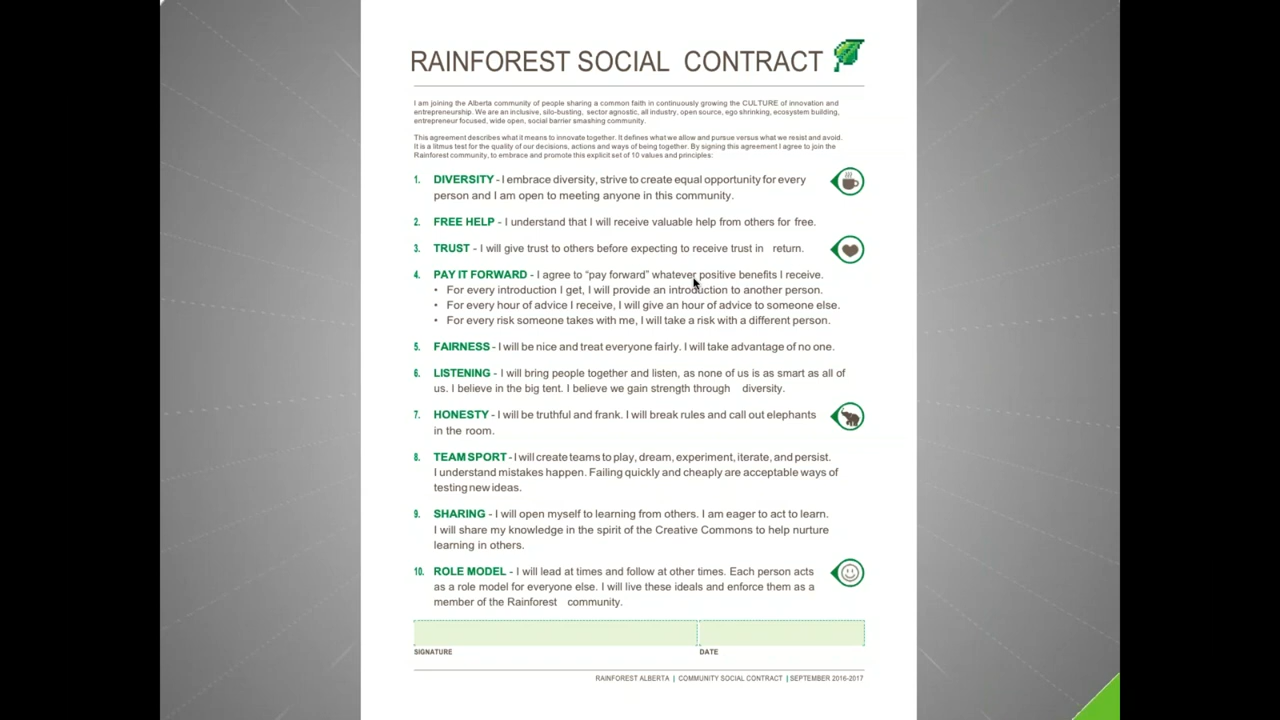 RAINFOREST SOCIAL CONTRACT
I am joining the Alberta community of people sharing a common faith in continuously growing the CULTURE of innovation and
entrepreneurship. We are an inclusive, silo-busting, sector agnostic, all industry, open source, ego shrinking, ecosystem building,
entrepreneur focused, wide open, social barrier smashing community.
This agreement describes what it means to innovate together. It defines what we allow and pursue versus what we resist and avoid.
It is a litmus test for the quality of our decisions, actions and ways of being together. By signing this agreement I agree to join the
Rainforest community, to embrace and promote this explicit set of 10 values and principles:
1. DIVERSITY - I embrace diversity, strive to create equal opportunity for every
person and I am open to meeting anyone in this community.
2. FREE HELP - I understand that I will receive valuable help from others for free.
3. TRUST - I will give trust to others before expecting to receive trust in return.
4. PAY IT FORWARD - I agree to “pay forward” whatever positive benefits I receive.
• For every introduction I get, I will provide an introduction to another person.
• For every hour of advice I receive, I will give an hour of advice to someone else.
• For every risk someone takes with me, I will take a risk with a different person.
5. FAIRNESS - I will be nice and treat everyone fairly. I will take advantage of no one.
6. LISTENING - I will bring people together and listen, as none of us is as smart as all of
us. I believe in the big tent. I believe we gain strength through diversity.
7. HONESTY - I will be truthful and frank. I will break rules and call out elephants
in the room.
8. TEAM SPORT - I will create teams to play, dream, experiment, iterate, and persist.
I understand mistakes happen. Failing quickly and cheaply are acceptable ways of
testing new ideas.
9. SHARING - I will open myself to learning from others. I am eager to act to learn.
I will share my knowledge in the spirit of the Creative Commons to help nurture
learning in others.
10. ROLE MODEL - I will lead at times and follow at other times. Each person acts
as a role model for everyone else. I will live these ideals and enforce them as a
member of the Rainforest community.
SIGNATURE DATE
RAINFOREST ALBERTA | COMMUNITY SOCIAL CONTRACT | SEPTEMBER 2016-2017